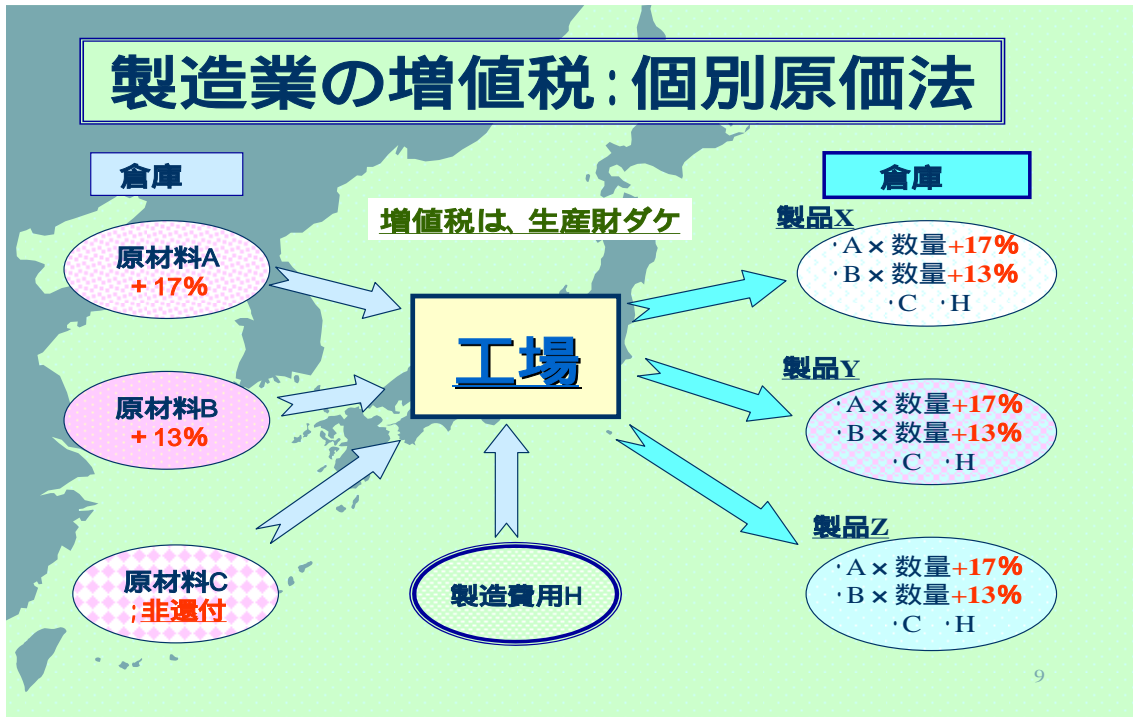 製造業の増値税:個別原価法
倉庫
倉庫
増値税は、生産財ダケ
原材料A
+17%
原材料B
+13%
原材料C
;非還付
工場
製造費用H
製品X
・A×数量+17%
・B×数量+13%
・C ・H
製品Y
・A×数量+17%
・B×数量+13%
・C ・H
製品Z
・A×数量+17%
・B×数量+13%
・C ・H
9